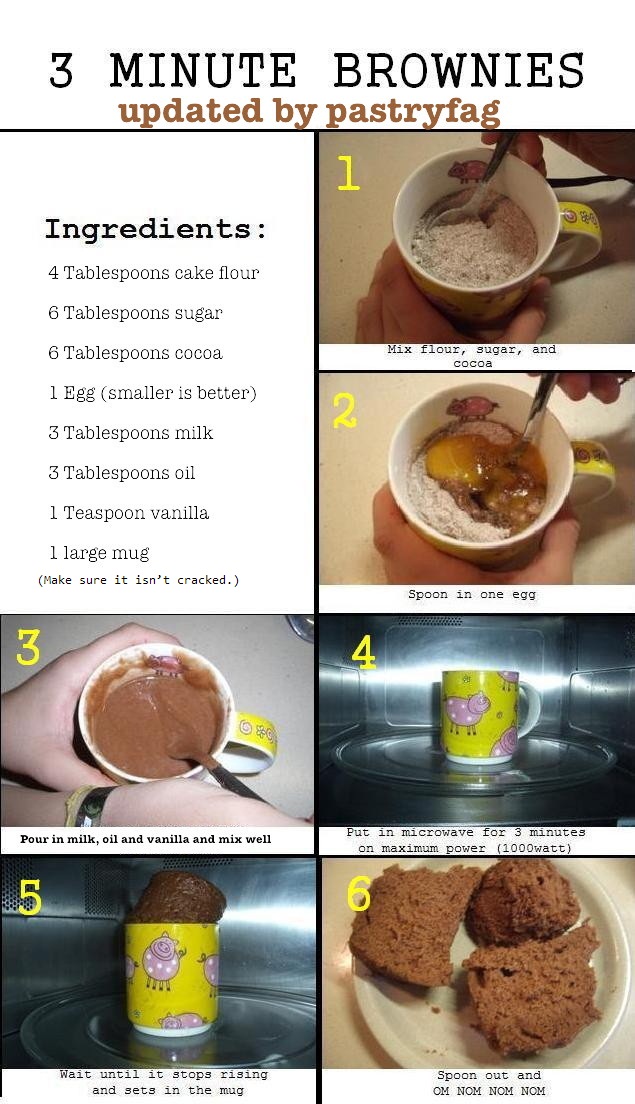 3 MINUTE BROWNIES
updated by pastryfag
Ingredients:
4 Tablespoons cake flour
6 Tablespoons sugar
6 Tablespoons cocoa
1 Egg (smaller is better)
3 Tablespoons milk
3 Tablespoons oil
1 Teaspoon vanilla
1 large mug
(Make sure it isn't cracked.)
1
Mix flour, sugar, and
cocoa
2
Spoon in one egg
3
Pour in milk, oil and vanilla and mix well
4
Put in microwave for 3 minutes
on maximum power (1000watt)
5
Wait until it stops rising
and sets in the mug
6
Spoon out and
OM NOM NOM NOM